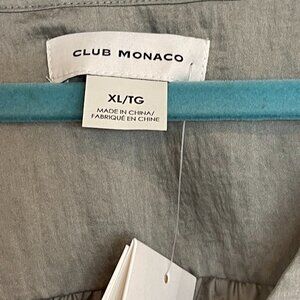 CLUB MONACO
XL/TG
MADE IN CHINA/
FABRIQUÉ EN CHINE